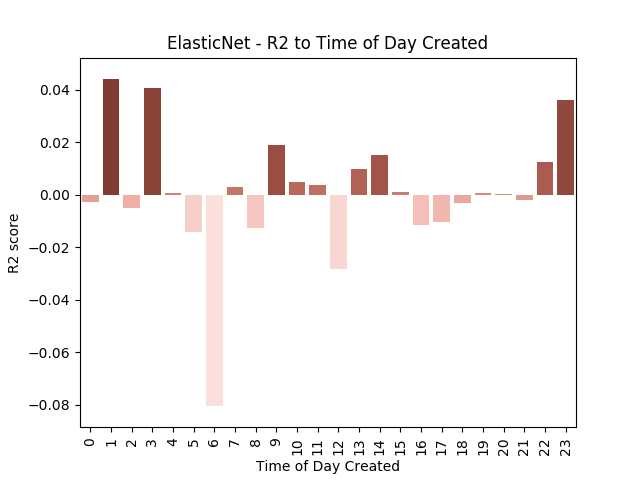 ElasticNet - R2 to Time of Day Created
R2 score
0.04
0.02
0.00
−0.02
−0.04
−0.06
−0.08
0 1 2 3 4 5 6 7 8 9 10 11 12 13 14 15 16 17 18 19 20 21 22 23
Time of Day Created